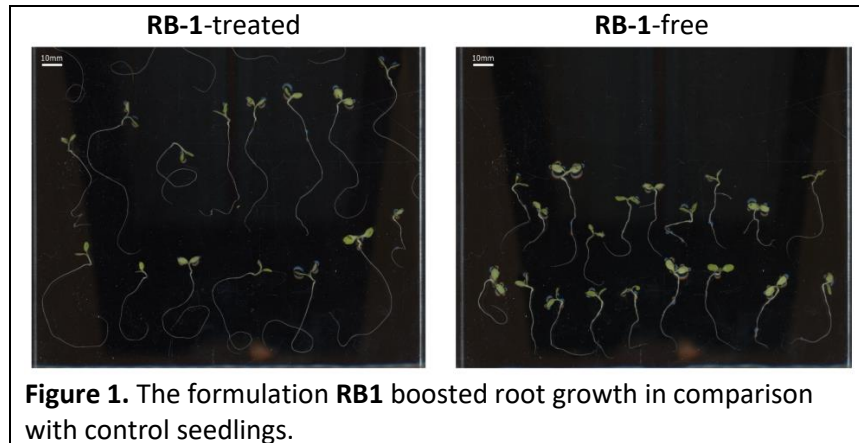 RB-1-treated
RB-1-free
10mm
10mm
Figure 1. The formulation RB1 boosted root growth in comparison
with control seedlings.